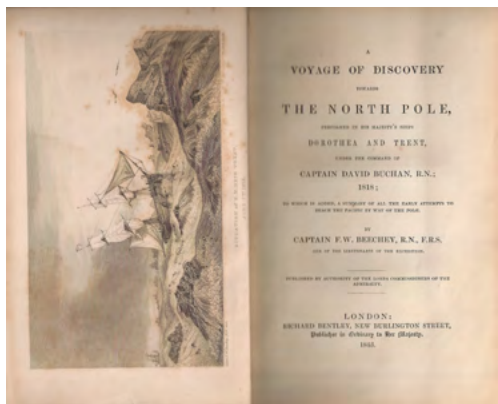 A
VOYAGE OF DISCOVERY
TOWARDS
THE NORTH POLE,
PERFORMED IN HIS MAJESTY'S SHIPS
DOROTHEA AND TRENT,
UNDER THE COMMAND OF
CAPTAIN DAVID BUCHAN, R.N.;
1818;
TO WHICH IS ADDED, A SUMMARY OF ALL THE EARLY ATTEMPTS TO
REACH THE PACIFIC BY WAY OF THE POLE.
BY
CAPTAIN F.W. BEECHEY, R.N., F.R.S.
ONE OF THE LIEUTENANTS OF THE EXPEDITION.
PUBLISHED BY AUTHORITY OF THE LORDS COMMISSIONERS OF THE
ADMIRALTY.
LONDON:
RICHARD BENTLEY, NEW BURLINGTON STREET,
Publisher in Ordinary to Her Majesty.
1843.